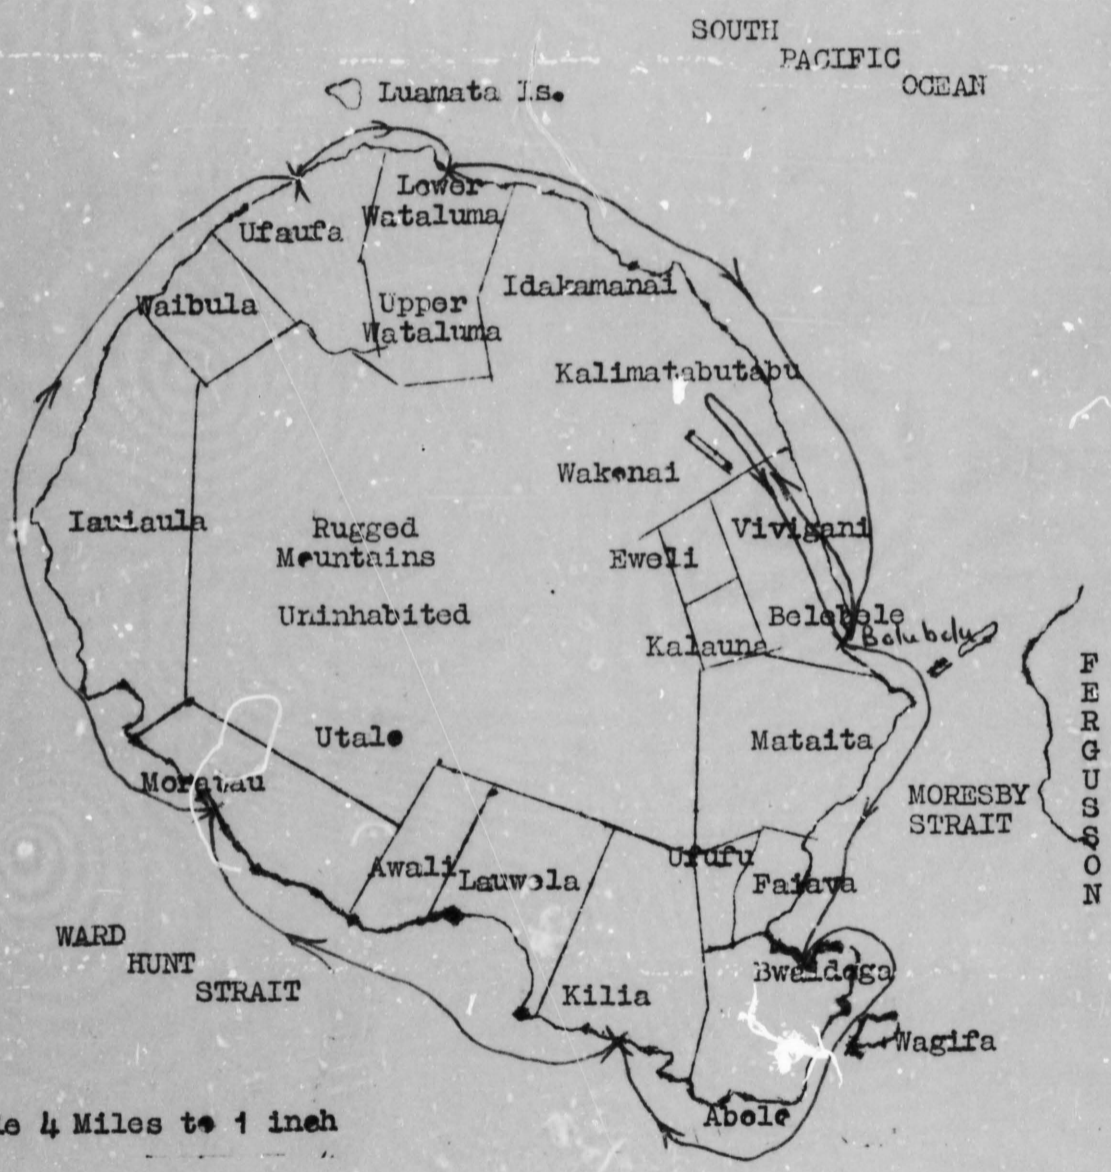 SOUTH
PACIFIC
OCEAN
Luamata Is.
Lower
Wataluma
Ufaufa
Idakamanai
Waibula
Upper
Wataluma
Kalimatabutabu
Wakonai
Iauiaula
Rugged
Mountains
Vivigani
Eweli
Uninhabited
Belebele
Bolubolu
Kalauna
FERGUSSON
Utalo
Mataita
Moratau
MORESBY
STRAIT
Urufu
Awali
Lauwela
Faiava
WARD
HUNT
STRAIT
Bwaidoga
Kilia
Wagifa
Abole
4 Miles to 1 inch